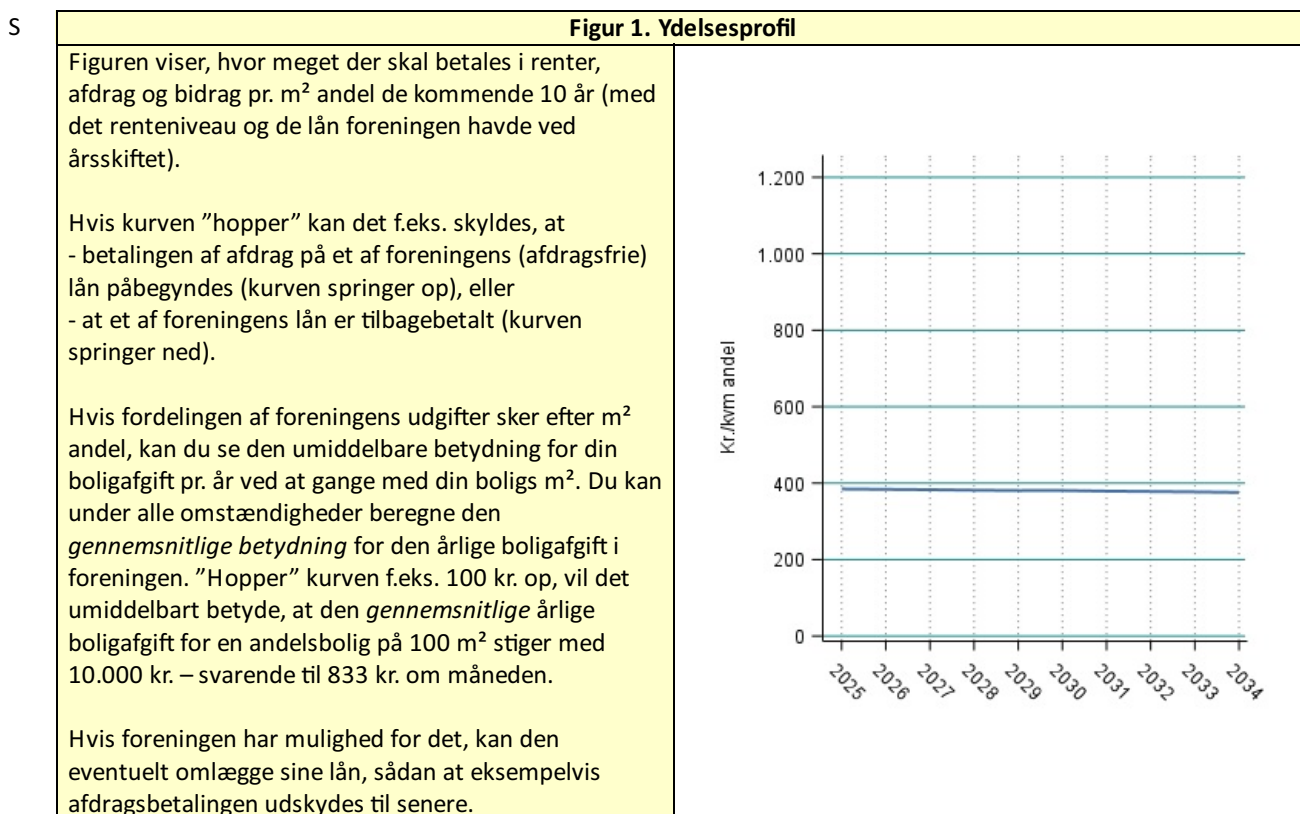 S
Figur 1. Ydelsesprofil
Figuren viser, hvor meget der skal betales i renter,
afdrag og bidrag pr. m² andel de kommende 10 år (med
det renteniveau og de lån foreningen havde ved
årsskiftet).
Hvis kurven ”hopper” kan det f.eks. skyldes, at
- betalingen af afdrag på et af foreningens (afdragsfrie)
lån påbegyndes (kurven springer op), eller
- at et af foreningens lån er tilbagebetalt (kurven
springer ned).
Hvis fordelingen af foreningens udgifter sker efter m²
andel, kan du se den umiddelbare betydning for din
boligafgift pr. år ved at gange med din boligs m². Du kan
under alle omstændigheder beregne den
gennemsnitlige betydning for den årlige boligafgift i
foreningen. ”Hopper” kurven f.eks. 100 kr. op, vil det
umiddelbart betyde, at den gennemsnitlige årlige
boligafgift for en andelsbolig på 100 m² stiger med
10.000 kr. – svarende til 833 kr. om måneden.
Hvis foreningen har mulighed for det, kan den
eventuelt omlægge sine lån, sådan at eksempelvis
afdragsbetalingen udskydes til senere.
Kr./kvm andel
1.200
1.000
800
600
400
200
0
2025
2026
2027
2028
2029
2030
2031
2032
2033
2034